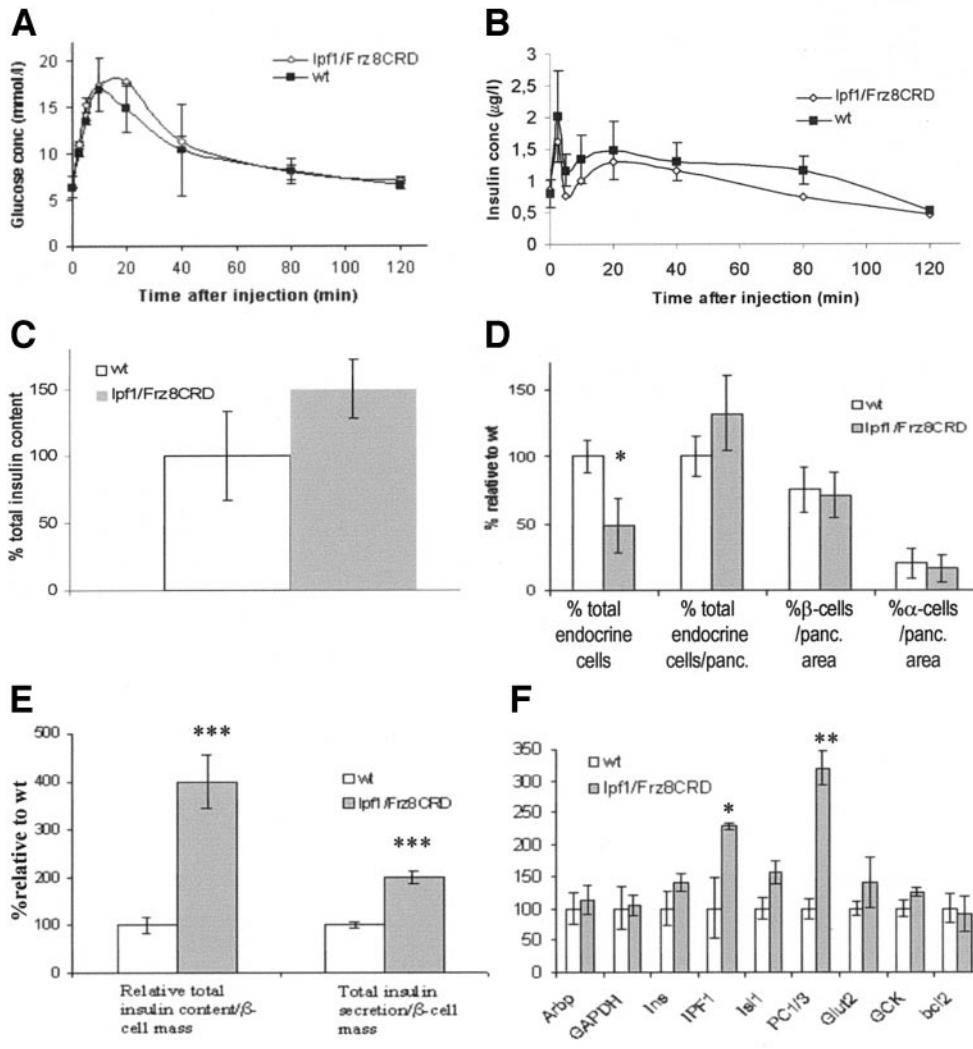 A
Glucose conc (mmol/l)
20
15
10
5
0
Ipf1/Frz8CRD
wt
0 20 40 60 80 100 120
Time after injection (min)
B
Insulin conc (µg/l)
3
2,5
2
1,5
1
0,5
0
Ipf1/Frz8CRD
wt
0 20 40 60 80 100 120
Time after injection (min)
C
% total insulin content
150
100
50
0
wt
Ipf1/Frz8CRD
D
% relative to wt
150
100
50
0
wt
Ipf1/Frz8CRD
*
% total
endocrine
cells
% total
endocrine
cells/panc.
%β-cells
/panc.
area
%α-cells
/panc.
area
E
%relative to wt
500
400
300
200
100
0
wt
Ipf1/Frz8CRD
***
***
Relative total
insulin content/β-
cell mass
Total insulin
secretion/β-cell
mass
F
350
300
250
200
150
100
50
0
wt
Ipf1/Frz8CRD
*
**
Arbp
GAPDH
Ins
IPF1
Isl1
PC1/3
Glut2
GCK
bcl2